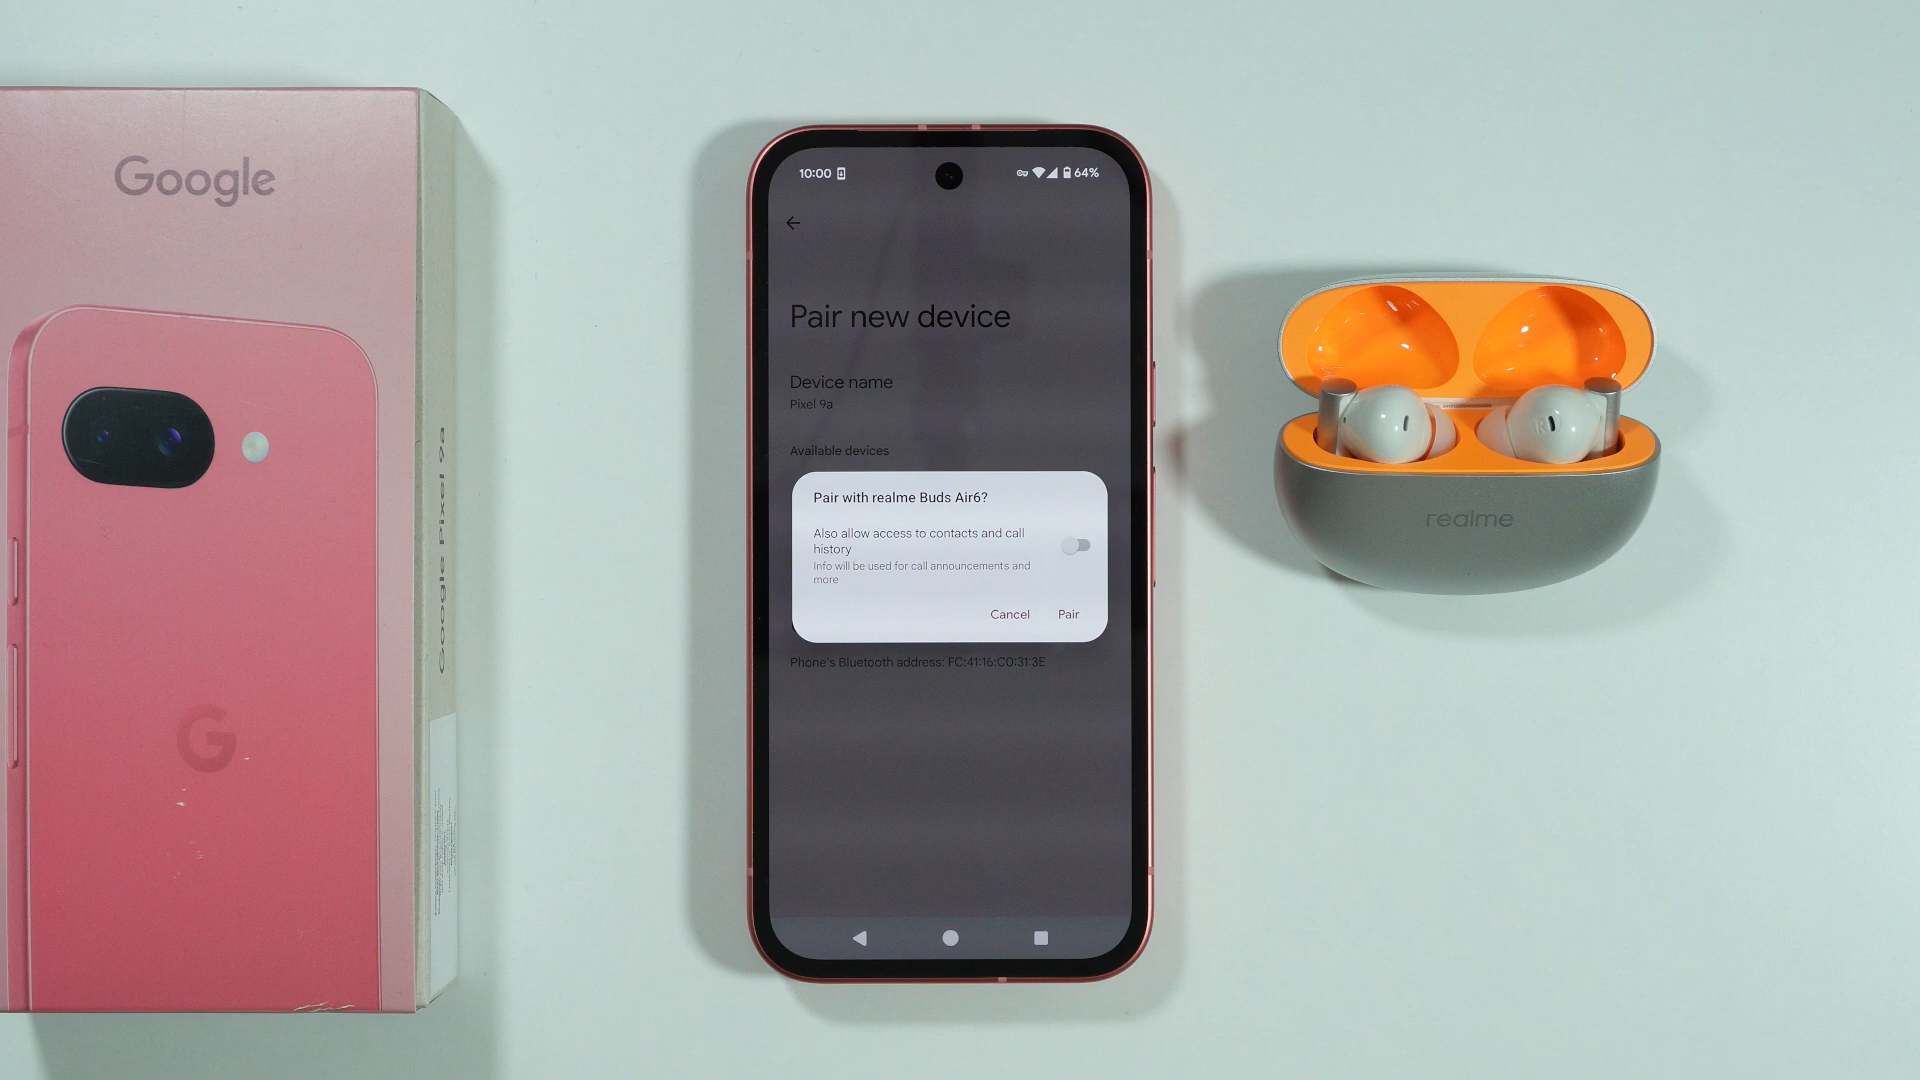 Google
Google Pixel 9a
G
10:00
64%
Pair new device
Device name
Pixel 9a
Available devices
Pair with realme Buds Air6?
Also allow access to contacts and call
history
Info will be used for call announcements and
more
Cancel
Pair
Phone's Bluetooth address: FC:41:16:C0:31:3E
realme
R